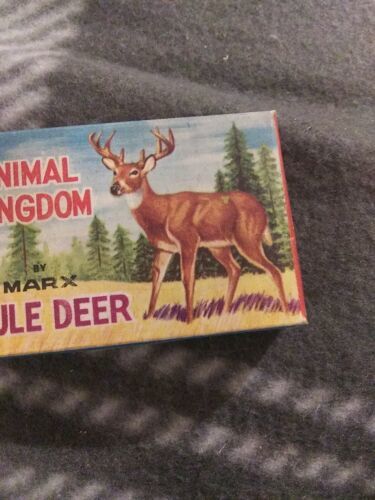 NIMAL
NGDOM
BY
MARX
ULE DEER